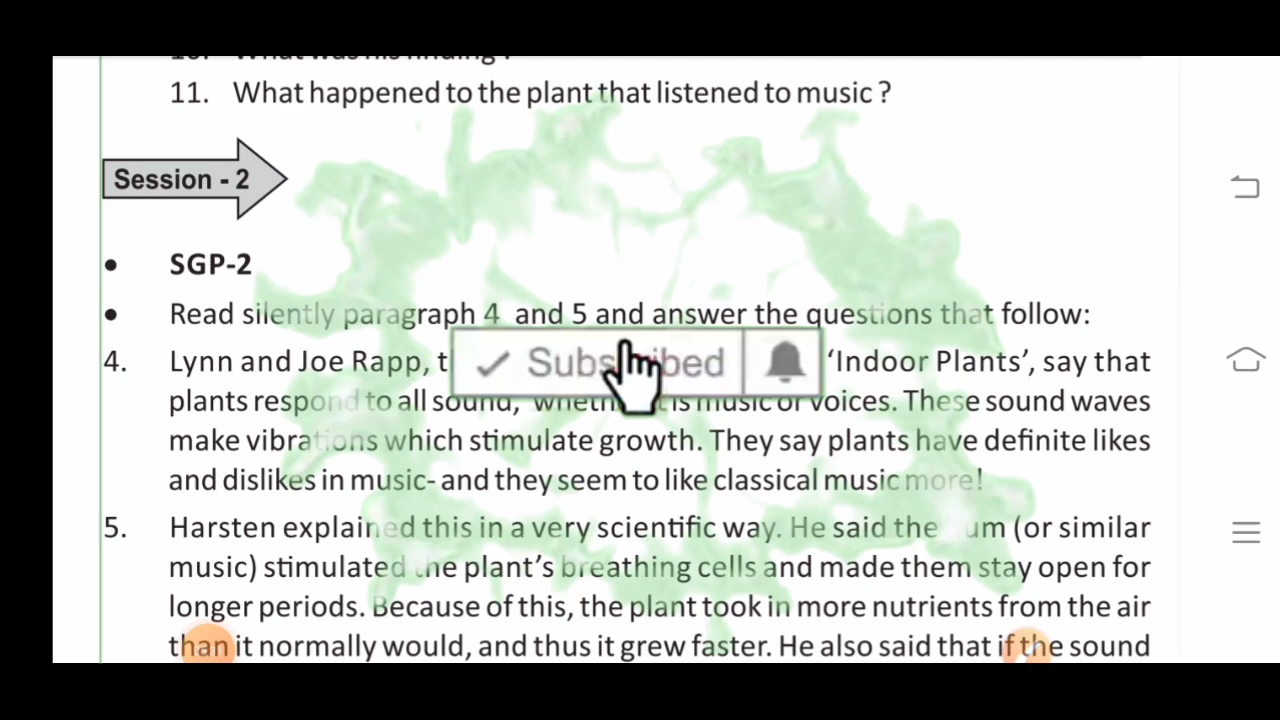 11. What happened to the plant that listened to music ?
Session - 2
• SGP-2
• Read silently paragraph 4 and 5 and answer the questions that follow:
4. Lynn and Joe Rapp, ‘Indoor Plants’, say that
Subscribed
plants respond to all sound, is music or voices. These sound waves
make vibrations which stimulate growth. They say plants have definite likes
and dislikes in music- and they seem to like classical music more!
5. Harsten explained this in a very scientific way. He said the um (or similar
music) stimulated the plant’s breathing cells and made them stay open for
longer periods. Because of this, the plant took in more nutrients from the air
than it normally would, and thus it grew faster. He also said that if the sound